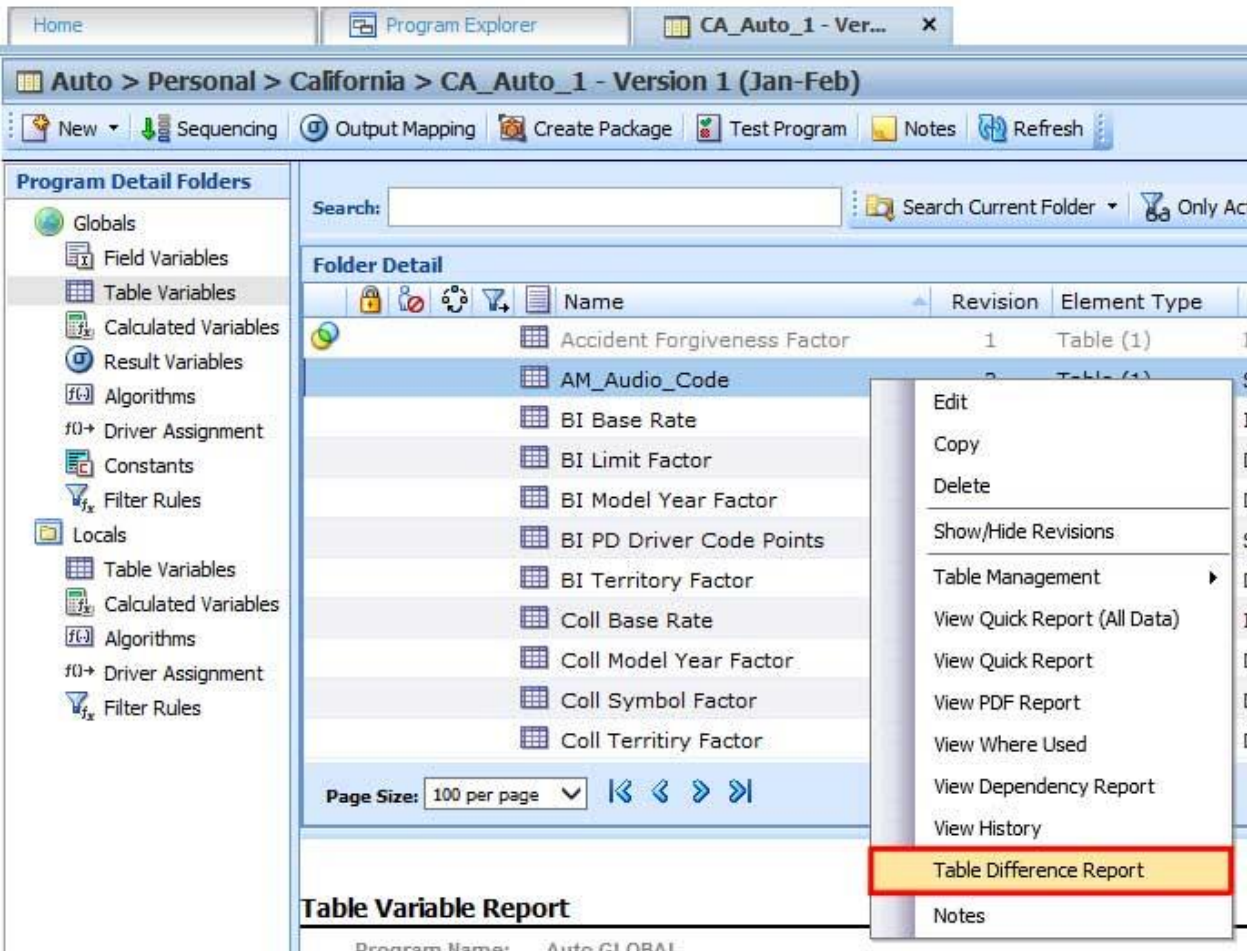 Home
Program Explorer
CA_Auto_1 - Ver... x
Auto > Personal > California > CA_Auto_1 - Version 1 (Jan-Feb)
New Sequencing Output Mapping Create Package Test Program Notes Refresh
Program Detail Folders
Globals
Field Variables
Table Variables
Calculated Variables
Result Variables
Algorithms
Driver Assignment
Constants
Filter Rules
Locals
Table Variables
Calculated Variables
Algorithms
Driver Assignment
Filter Rules
Search: Search Current Folder Only Ac
Folder Detail
Name Revision Element Type
Accident Forgiveness Factor 1 Table (1)
AM_Audio_Code Table (1)
BI Base Rate
BI Limit Factor
BI Model Year Factor
BI PD Driver Code Points
BI Territory Factor
Coll Base Rate
Coll Model Year Factor
Coll Symbol Factor
Coll Territiry Factor
Page Size: 100 per page
Edit
Copy
Delete
Show/Hide Revisions
Table Management
View Quick Report (All Data)
View Quick Report
View PDF Report
View Where Used
View Dependency Report
View History
Table Difference Report
Notes
Table Variable Report
Program Name: Auto GLOBAL